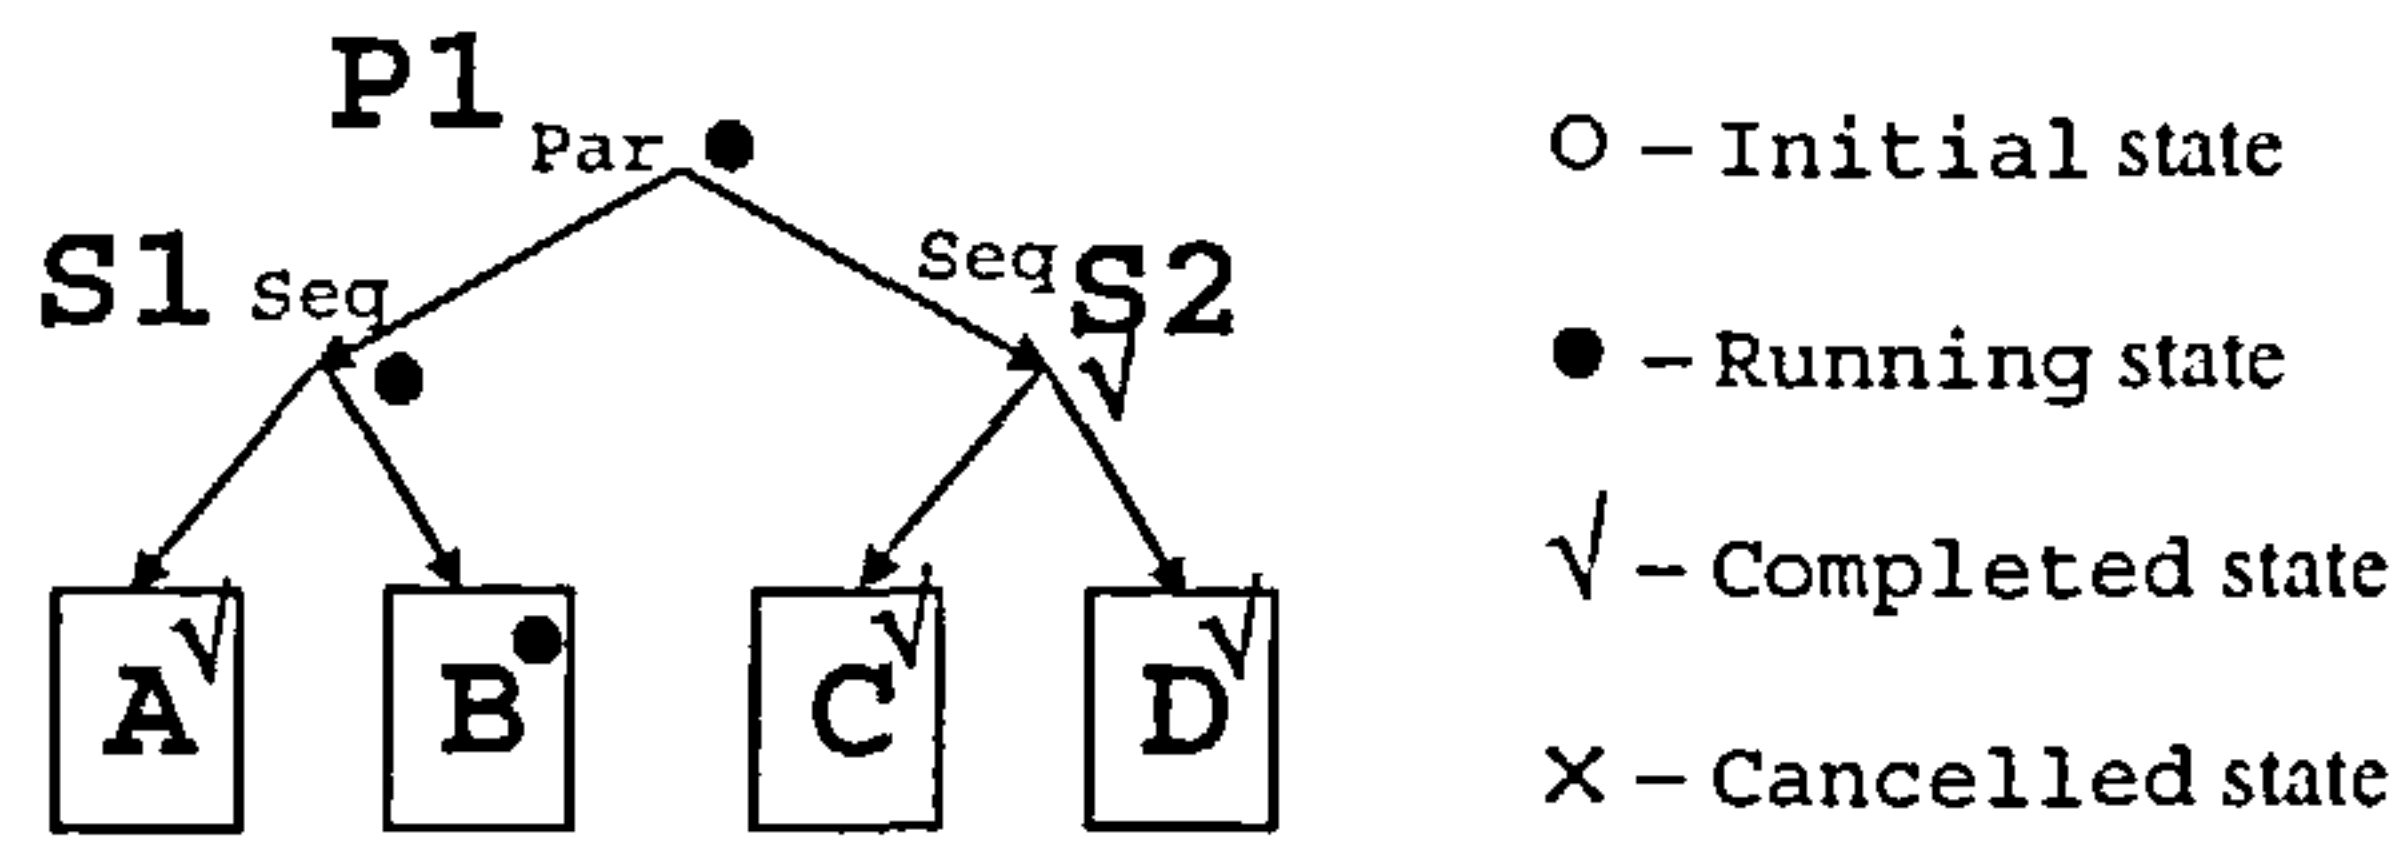 P1 Par
S1 Seq
Seq S2
A
B
C
D
– Initial state
– Running state
√ – Completed state
× – Cancelled state